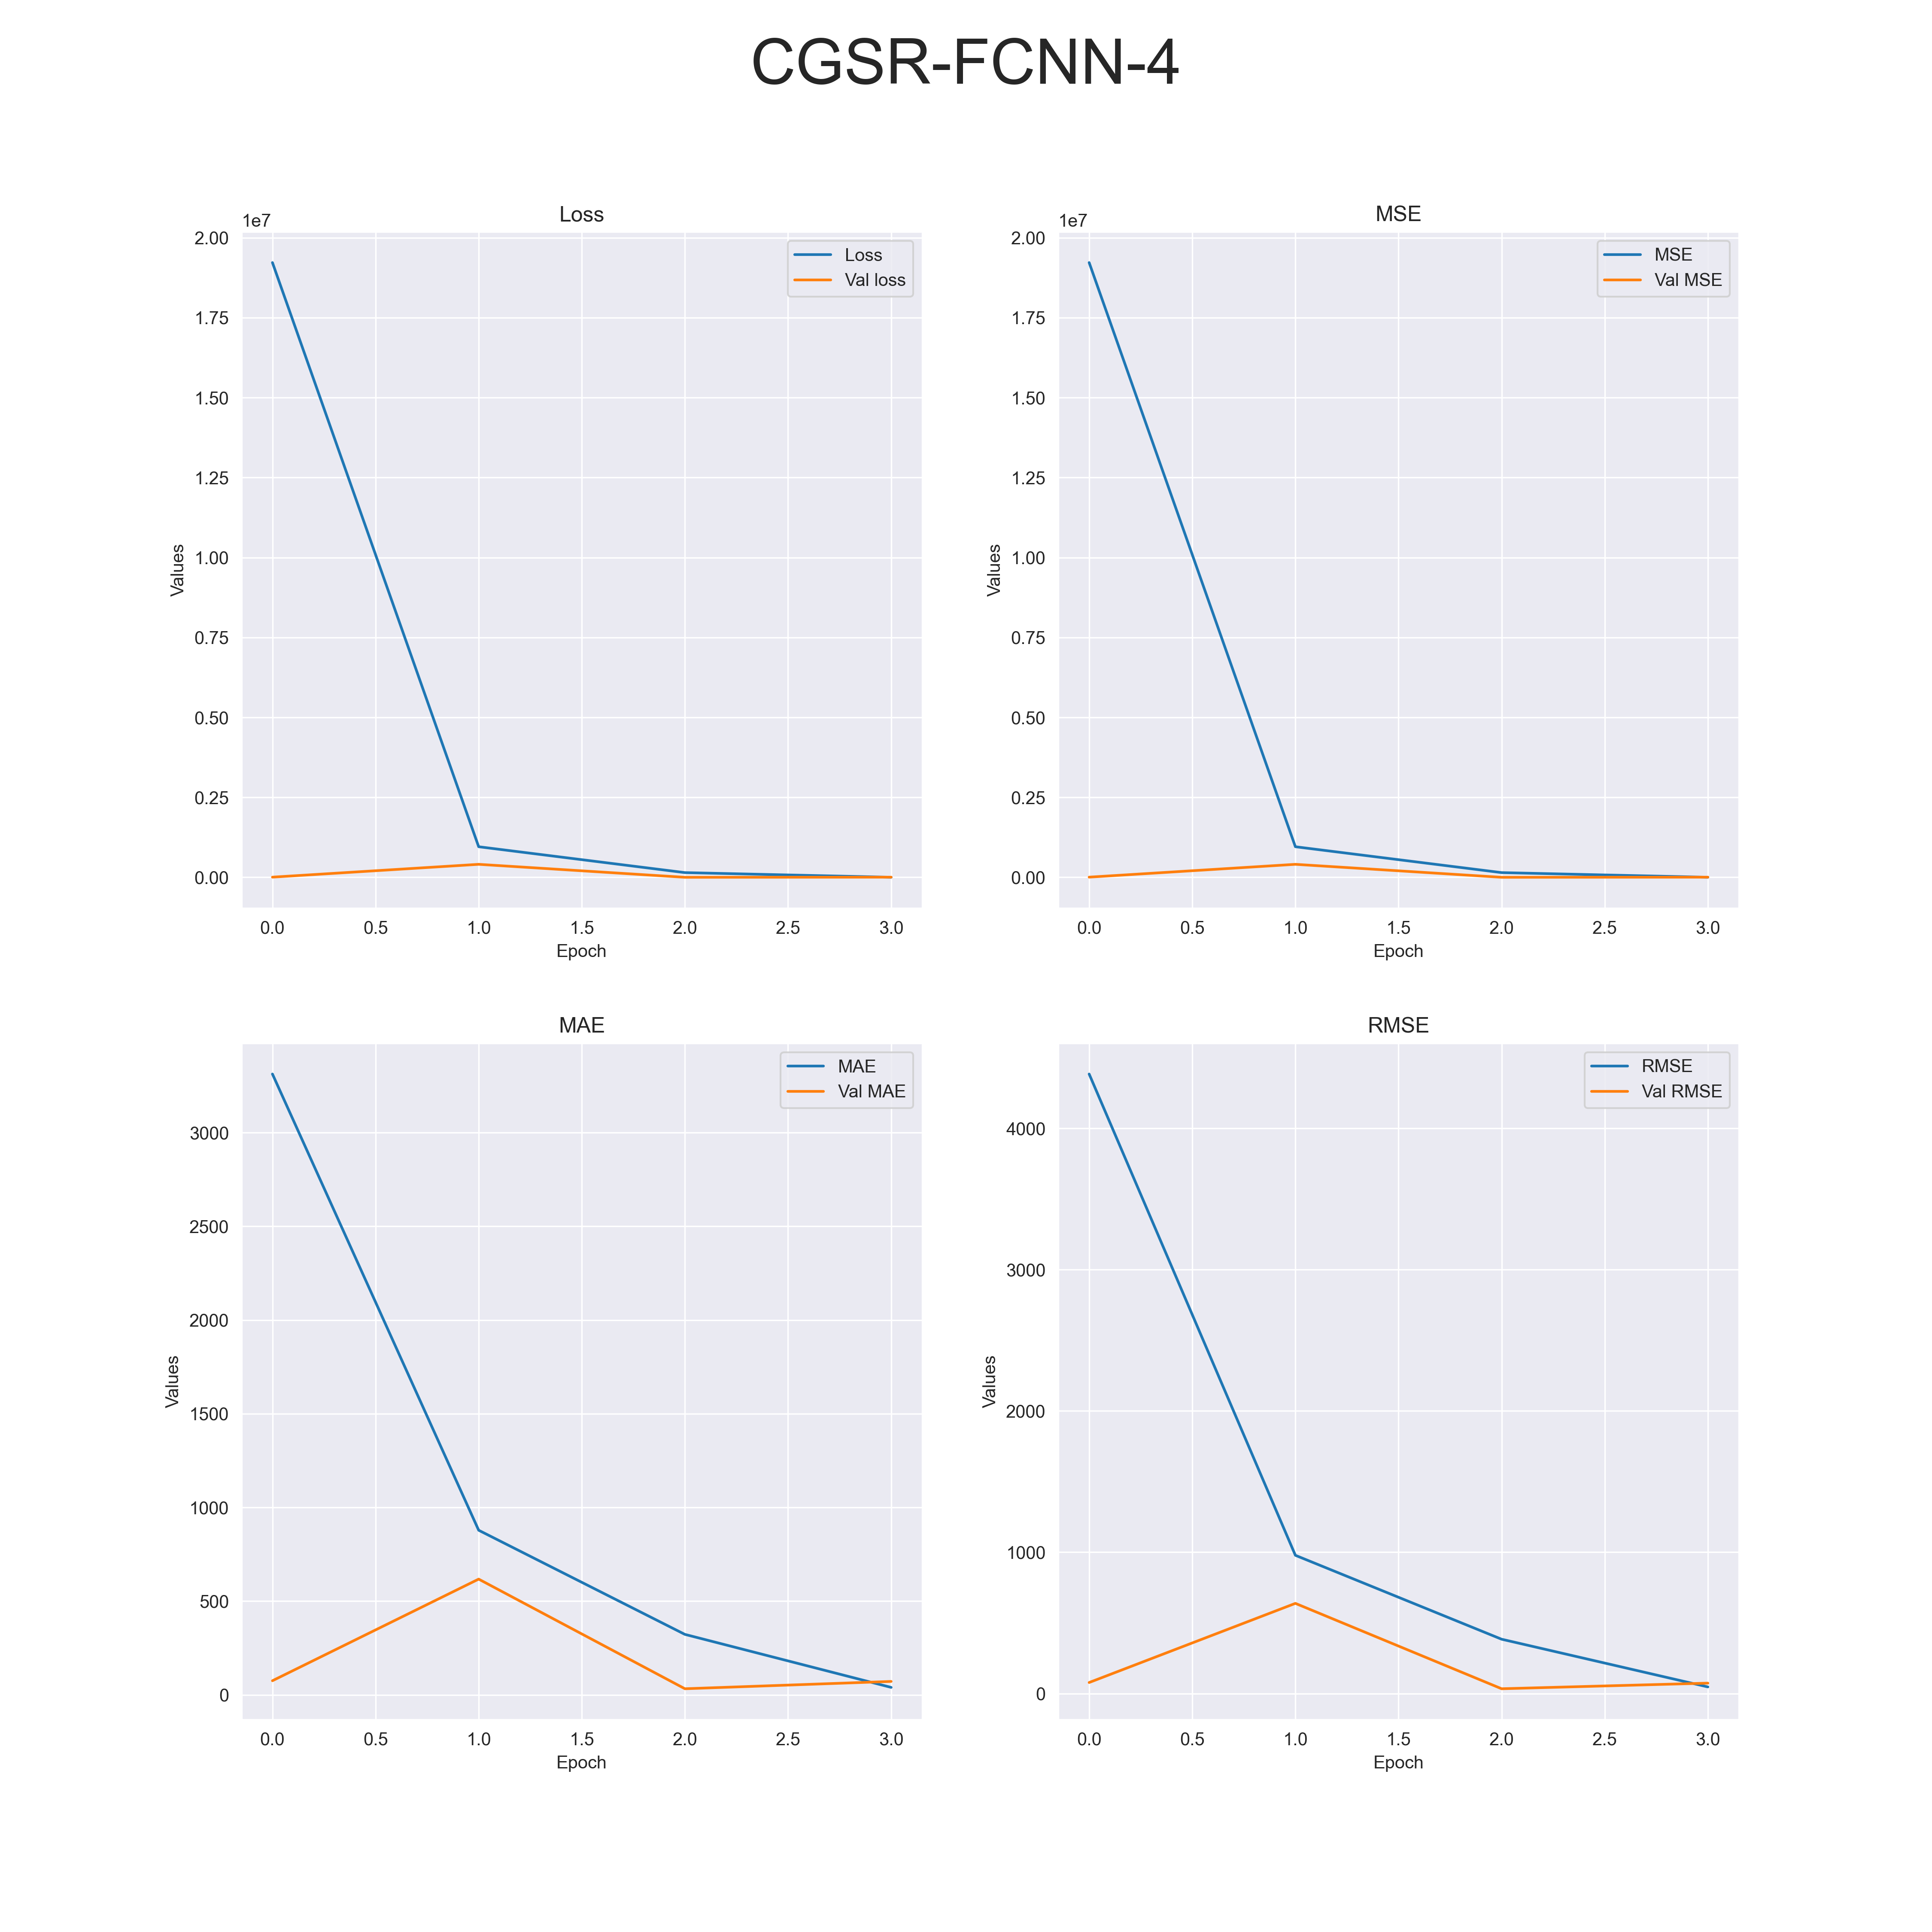 CGSR-FCNN-4
Loss
1e7
2.00
1.75
1.50
1.25
1.00
0.75
0.50
0.25
0.00
Values
0.0 0.5 1.0 1.5 2.0 2.5 3.0
Epoch
Loss
Val loss
MSE
1e7
2.00
1.75
1.50
1.25
1.00
0.75
0.50
0.25
0.00
Values
0.0 0.5 1.0 1.5 2.0 2.5 3.0
Epoch
MSE
Val MSE
MAE
3000
2500
2000
1500
1000
500
0
Values
0.0 0.5 1.0 1.5 2.0 2.5 3.0
Epoch
MAE
Val MAE
RMSE
4000
3000
2000
1000
0
Values
0.0 0.5 1.0 1.5 2.0 2.5 3.0
Epoch
RMSE
Val RMSE